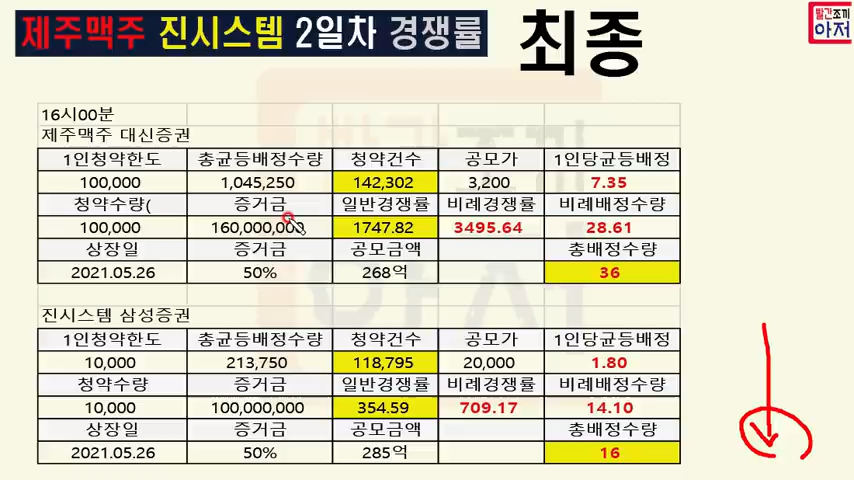 제주맥주 진시스템 2일차 경쟁률 최종
빨간조끼
아저
16시00분
제주맥주 대신증권
1인청약한도 총균등배정수량 청약건수 공모가 1인당균등배정
100,000 1,045,250 142,302 3,200 7.35
청약수량( 증거금 일반경쟁률 비례경쟁률 비례배정수량
100,000 160,000,000 1747.82 3495.64 28.61
상장일 증거금 공모금액 총배정수량
2021.05.26 50% 268억 36
진시스템 삼성증권
1인청약한도 총균등배정수량 청약건수 공모가 1인당균등배정
10,000 213,750 118,795 20,000 1.80
청약수량 증거금 일반경쟁률 비례경쟁률 비례배정수량
10,000 100,000,000 354.59 709.17 14.10
상장일 증거금 공모금액 총배정수량
2021.05.26 50% 285억 16